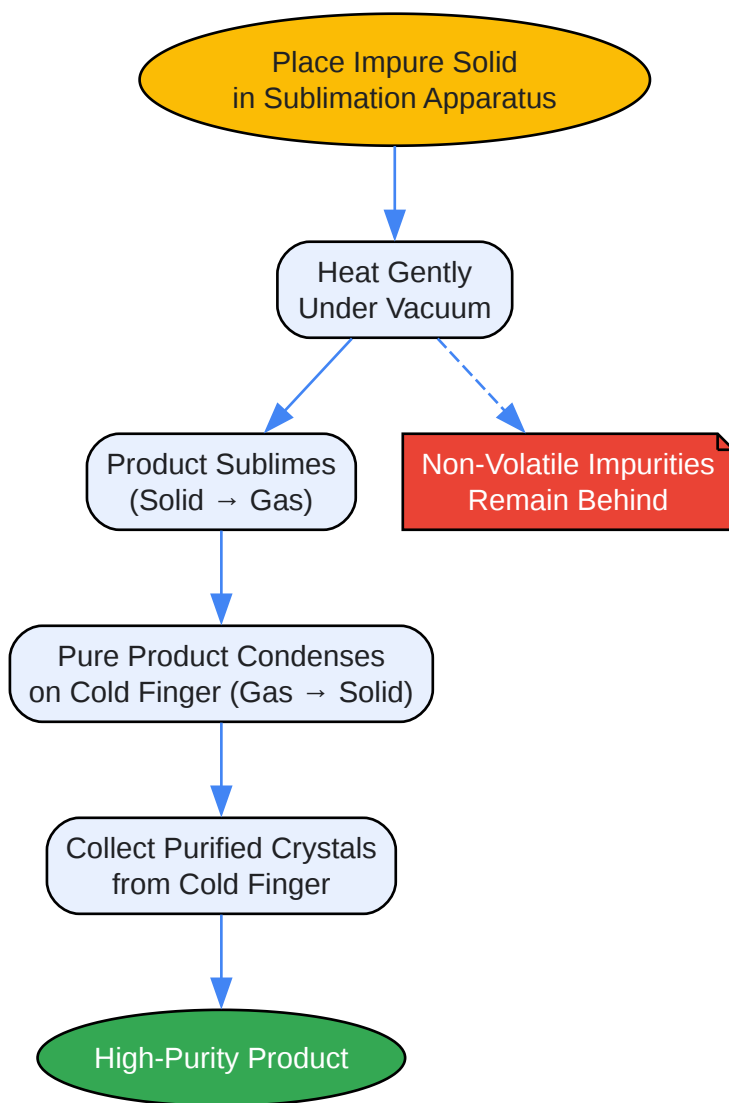 Place Impure Solid
in Sublimation Apparatus
Heat Gently
Under Vacuum
Product Sublimes
(Solid → Gas)
Non-Volatile Impurities
Remain Behind
Pure Product Condenses
on Cold Finger (Gas → Solid)
Collect Purified Crystals
from Cold Finger
High-Purity Product